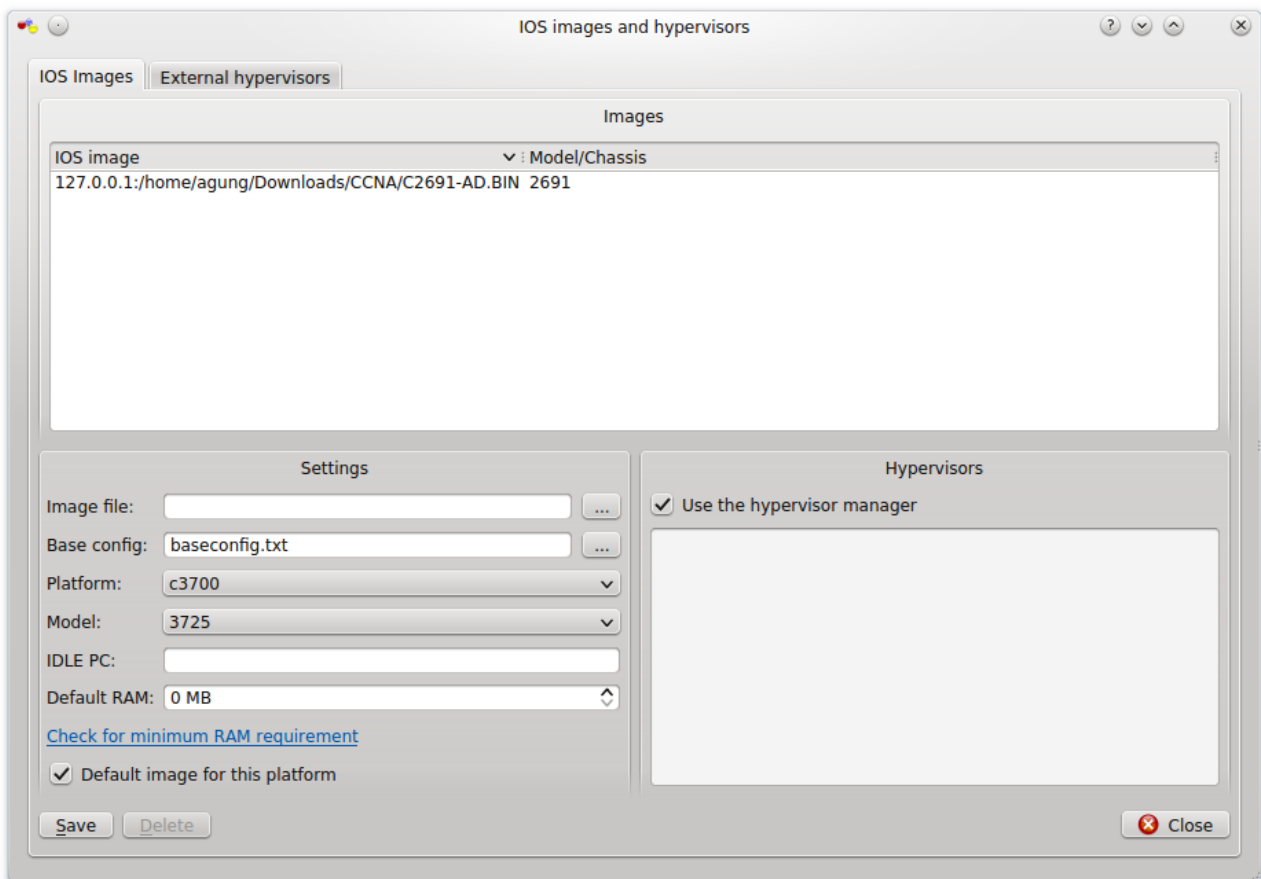 IOS images and hypervisors
IOS Images
External hypervisors
Images
IOS image
Model/Chassis
127.0.0.1:/home/agung/Downloads/CCNA/C2691-AD.BIN 2691
Settings
Image file:
...
Base config: baseconfig.txt
...
Platform: c3700
Model: 3725
IDLE PC:
Default RAM: 0 MB
Check for minimum RAM requirement
Default image for this platform
Hypervisors
Use the hypervisor manager
Save
Delete
Close